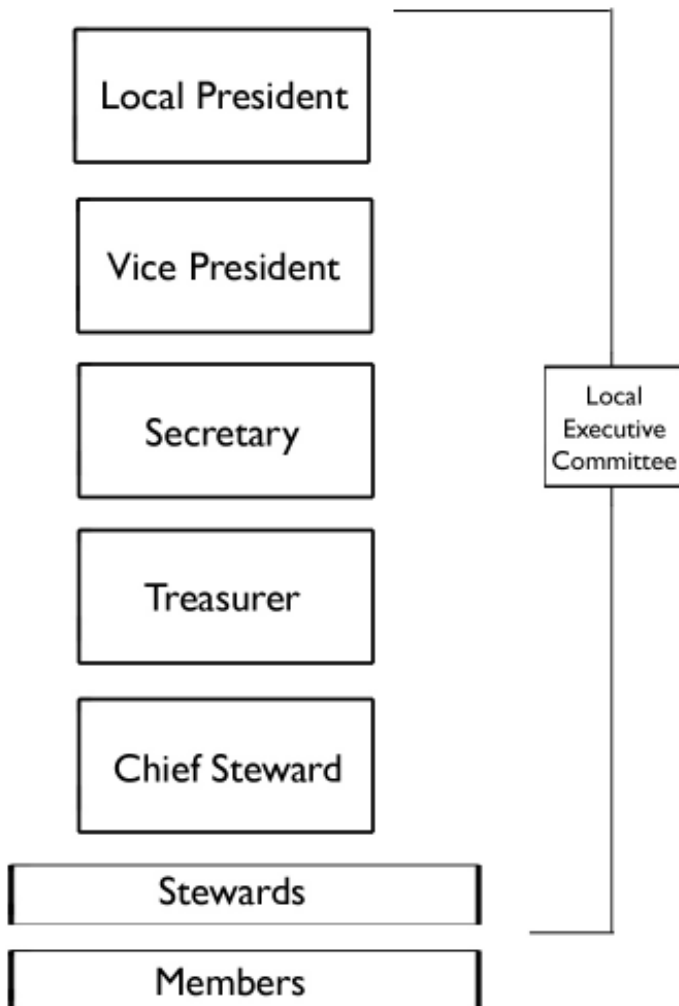 Local President
Vice President
Secretary
Local
Executive
Committee
Treasurer
Chief Steward
Stewards
Members